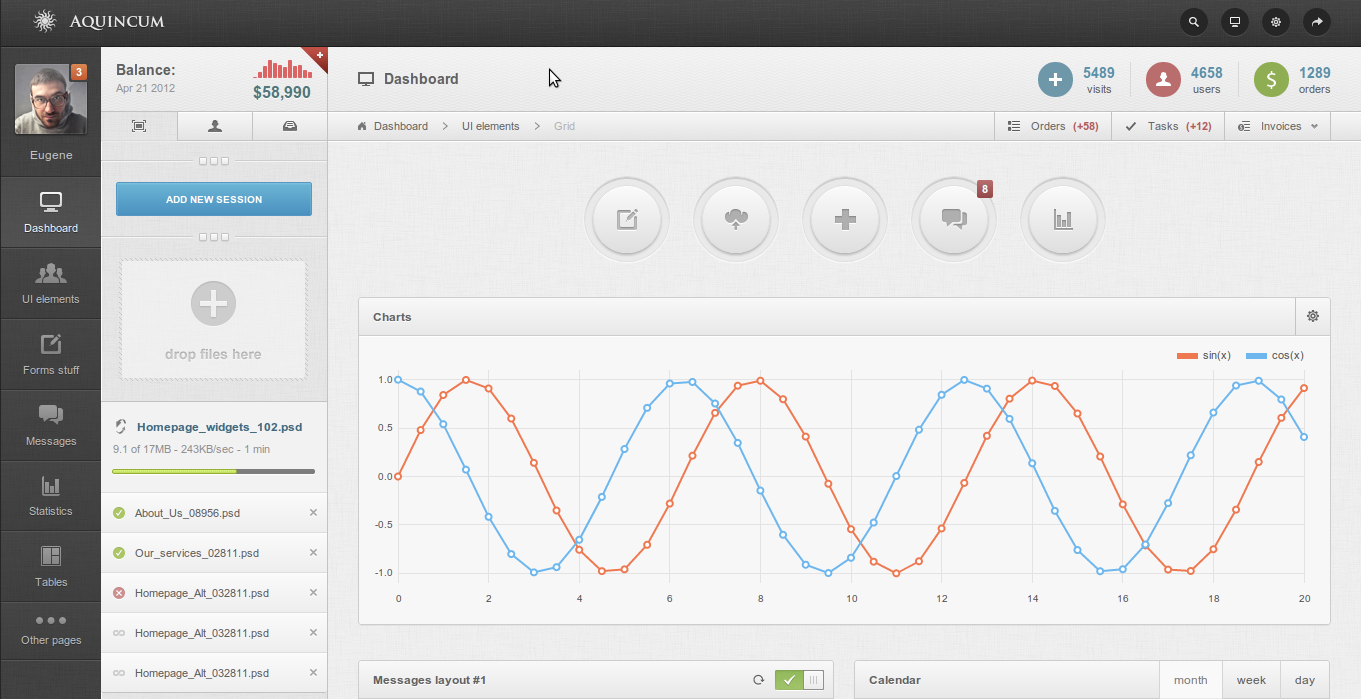 AQUINCUM
3
Eugene
Dashboard
UI elements
Forms stuff
Messages
Statistics
Tables
Other pages
Balance:
Apr 21 2012
+
$58,990
ADD NEW SESSION
drop files here
Homepage_widgets_102.psd
9.1 of 17MB - 243KB/sec - 1 min
About_Us_08956.psd
Our_services_02811.psd
Homepage_Alt_032811.psd
Homepage_Alt_032811.psd
Homepage_Alt_032811.psd
Dashboard
5489
visits
4658
users
$
1289
orders
Dashboard > UI elements > Grid
Orders (+58)
Tasks (+12)
Invoices
8
Charts
sin(x) cos(x)
1.0
0.5
0.0
-0.5
-1.0
0 2 4 6 8 10 12 14 16 18 20
Messages layout #1
Calendar
month week day